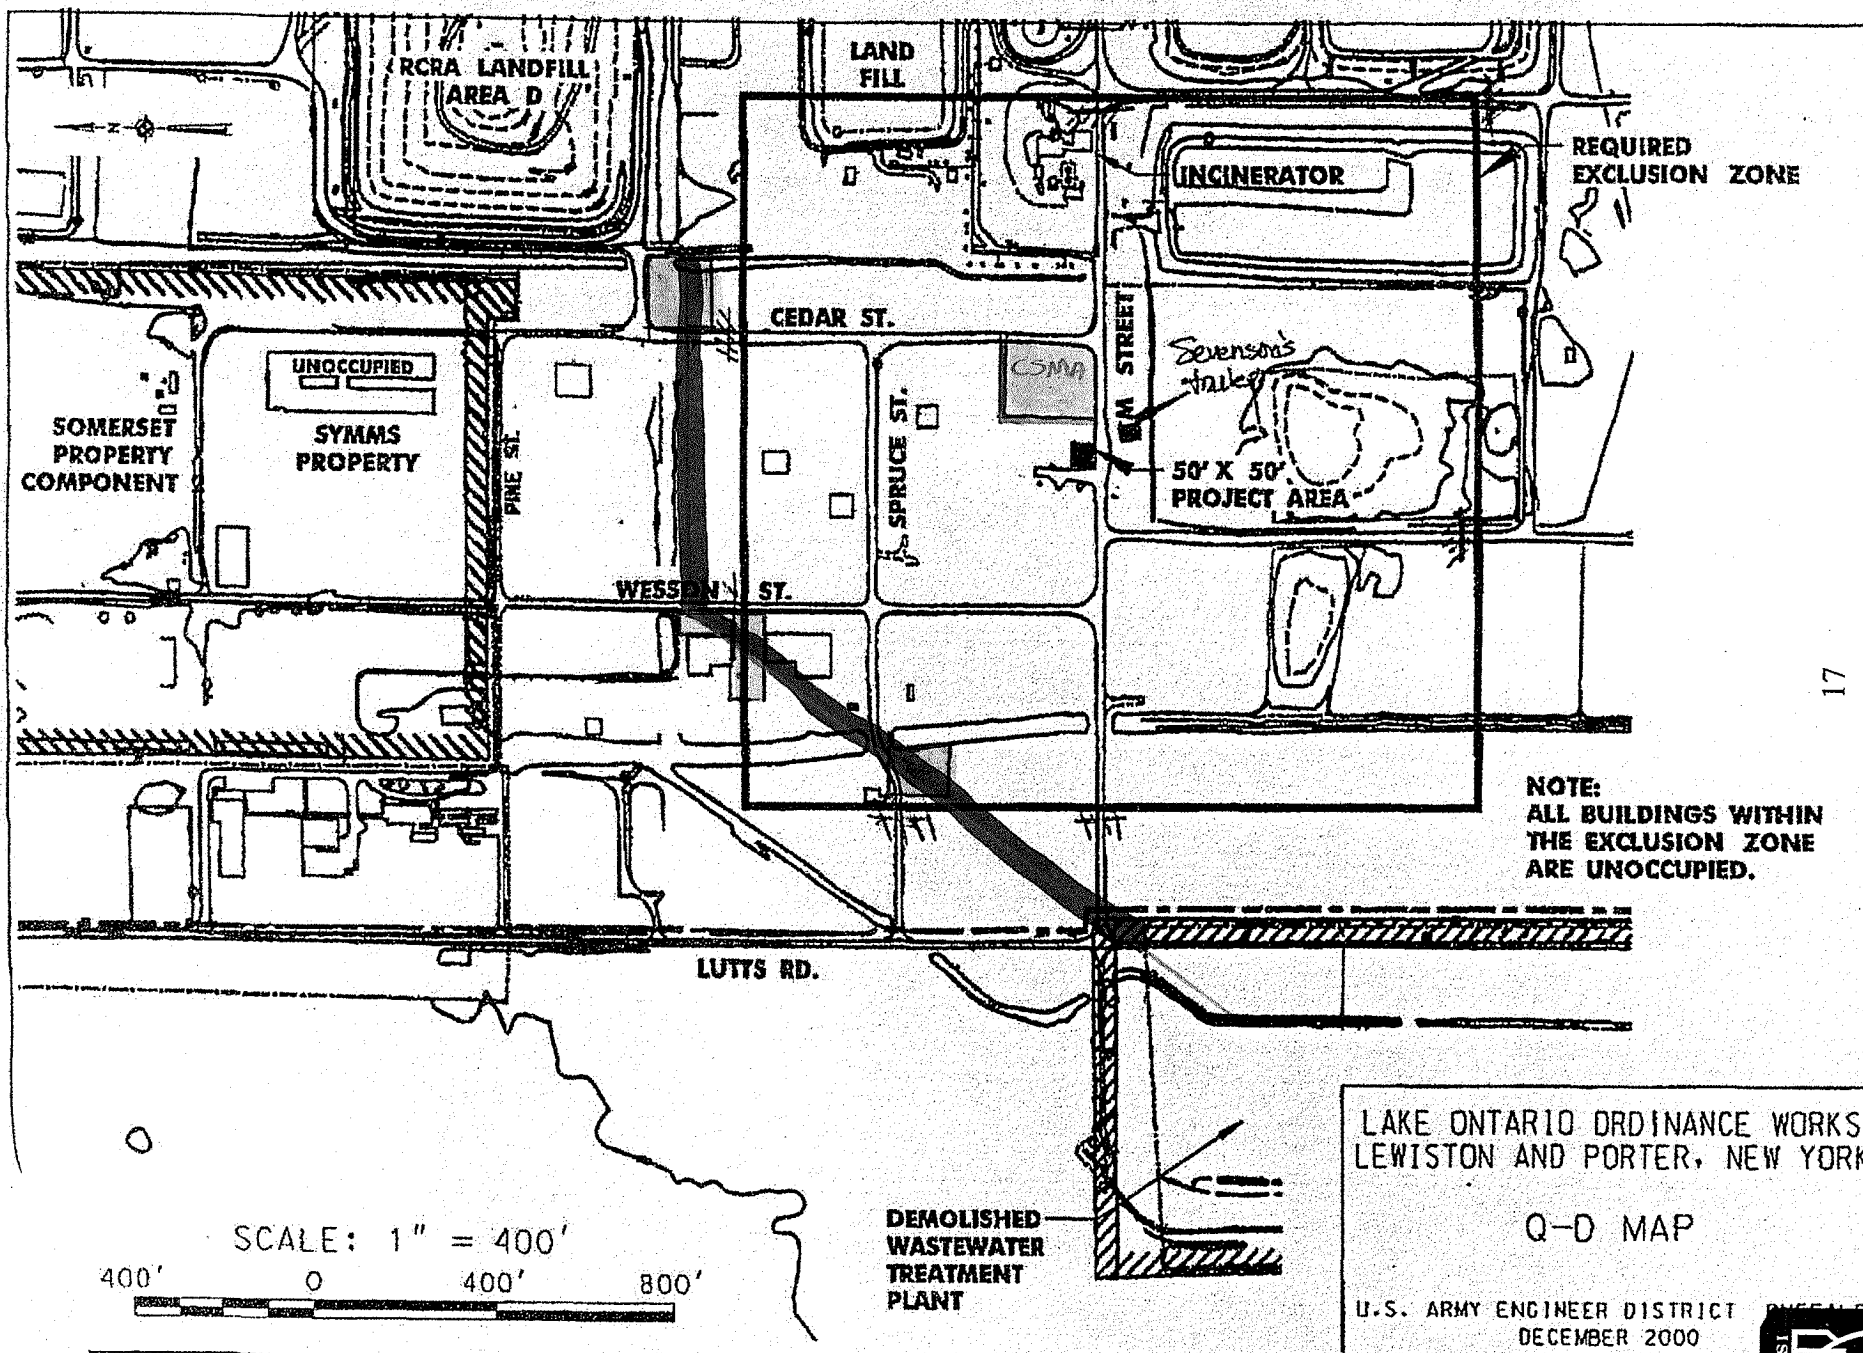 RCRA LANDFILL
AREA D
LAND
FILL
N
INCINERATOR
REQUIRED
EXCLUSION ZONE
CEDAR ST.
UNOCCUPIED
SYMMS
PROPERTY
SOMERSET
PROPERTY
COMPONENT
PINE ST.
SPRUCE ST.
CSMA
STREET
Sevenson's
50' X 50'
PROJECT AREA
WESSON ST.
17
NOTE:
ALL BUILDINGS WITHIN
THE EXCLUSION ZONE
ARE UNOCCUPIED.
LUTTS RD.
DEMOLISHED
WASTEWATER
TREATMENT
PLANT
SCALE: 1" = 400'
400' 0 400' 800'
LAKE ONTARIO ORDINANCE WORKS
LEWISTON AND PORTER, NEW YORK
Q-D MAP
U.S. ARMY ENGINEER DISTRICT
DECEMBER 2000